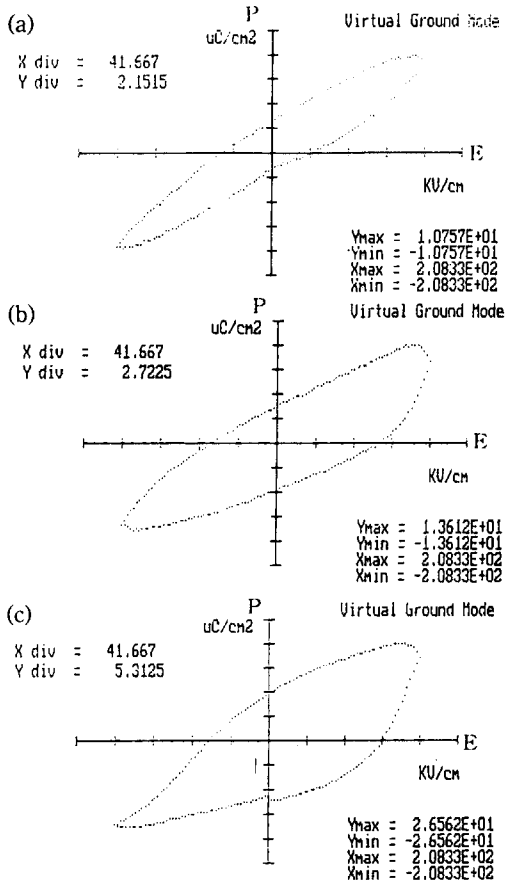 (a)
P
uC/cm2
Virtual Ground Mode
X div = 41.667
Y div = 2.1515
E
KV/cm
Ymax = 1.0757E+01
Ymin = -1.0757E+01
Xmax = 2.0833E+02
Xmin = -2.0833E+02
(b)
P
uC/cm2
Virtual Ground Mode
X div = 41.667
Y div = 2.7225
E
KV/cm
Ymax = 1.3612E+01
Ymin = -1.3612E+01
Xmax = 2.0833E+02
Xmin = -2.0833E+02
(c)
P
uC/cm2
Virtual Ground Mode
X div = 41.667
Y div = 5.3125
E
KV/cm
Ymax = 2.6562E+01
Ymin = -2.6562E+01
Xmax = 2.0833E+02
Xmin = -2.0833E+02